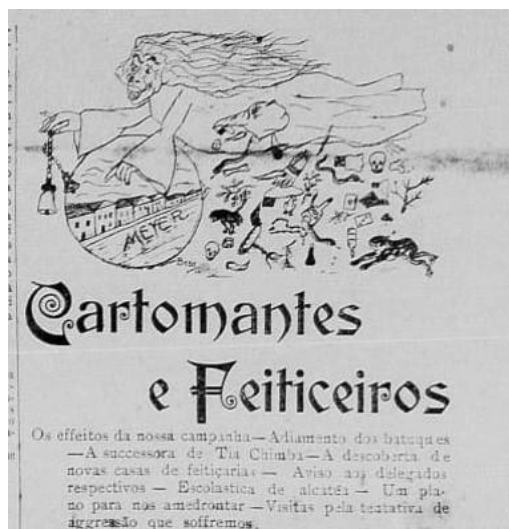 MEYER
Cartomantes
e Feiticeiros
Os effeitos da nossa campanha — Adiamento dos batuques
— A successora de Tia Chimba — A descoberta de
novas casas de feitiçarias — Aviso aos delegados
respectivos — Escolastica de alcatéa — Um pla-
no para nos amedrontar — Visitas pela tentativa de
aggressão que soffremos.